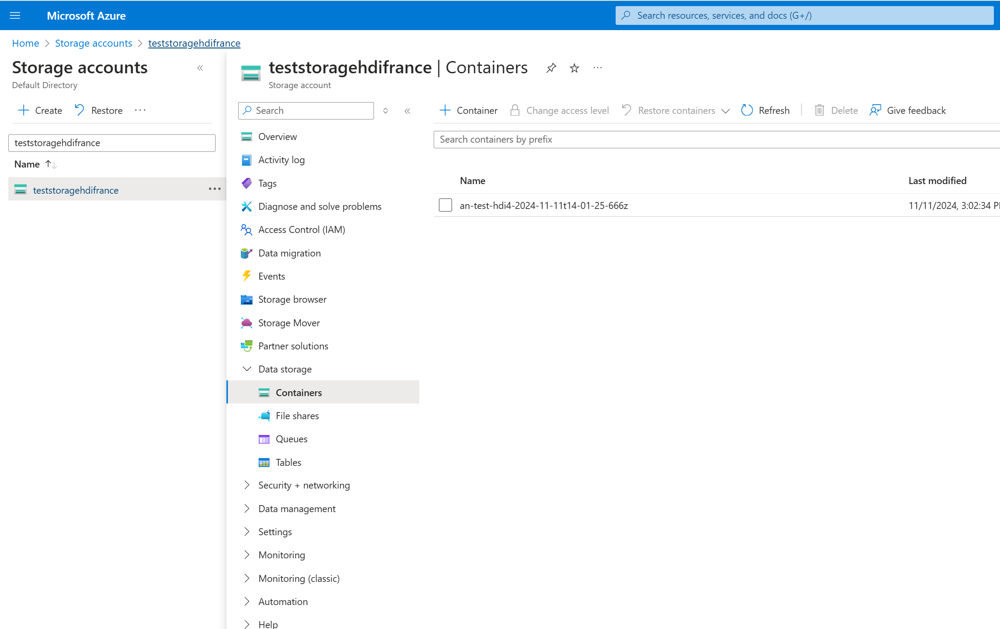 Microsoft Azure
Search resources, services, and docs (G+/)
Home > Storage accounts > teststoragehdifrance
Storage accounts
Default Directory
Create Restore
teststoragehdifrance
Name
teststoragehdifrance
teststoragehdifrance | Containers
Storage account
Search
Overview
Activity log
Tags
Diagnose and solve problems
Access Control (IAM)
Data migration
Events
Storage browser
Storage Mover
Partner solutions
Data storage
Containers
File shares
Queues
Tables
Security + networking
Data management
Settings
Monitoring
Monitoring (classic)
Automation
Help
Container Change access level Restore containers Refresh Delete Give feedback
Search containers by prefix
Name Last modified
an-test-hdi4-2024-11-11t14-01-25-666z 11/11/2024, 3:02:34 P